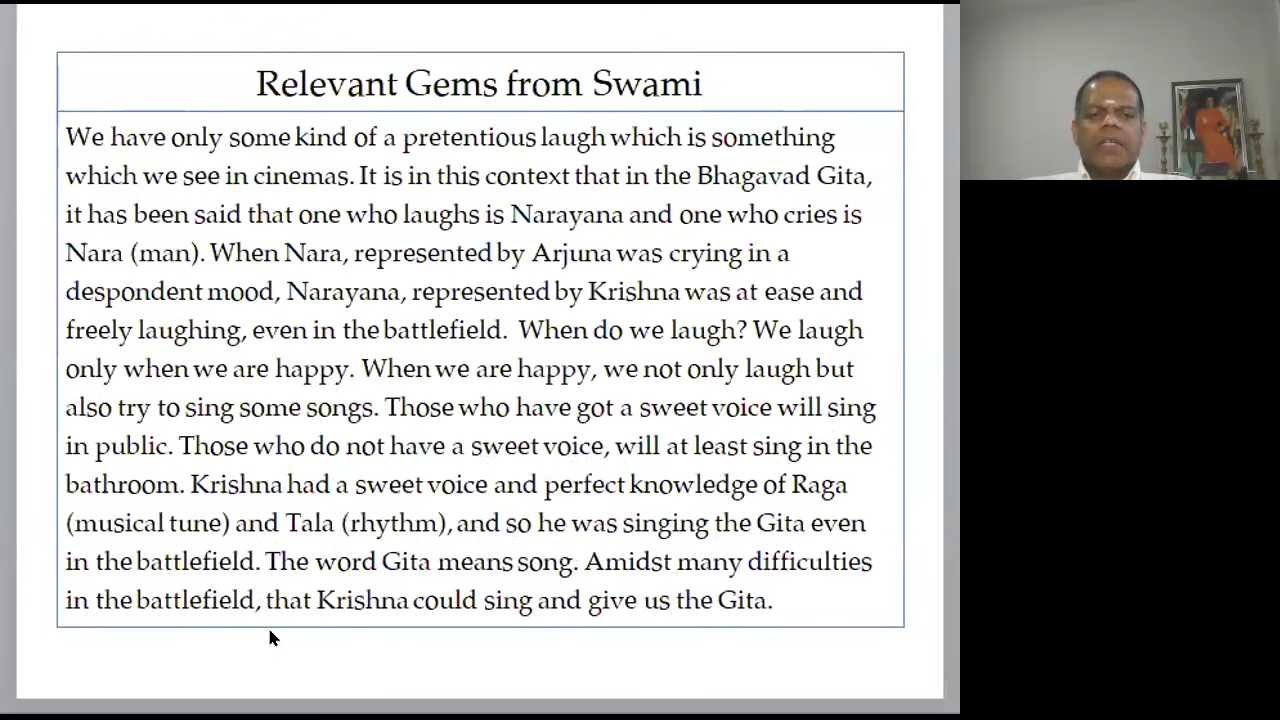 Relevant Gems from Swami
We have only some kind of a pretentious laugh which is something
which we see in cinemas. It is in this context that in the Bhagavad Gita,
it has been said that one who laughs is Narayana and one who cries is
Nara (man). When Nara, represented by Arjuna was crying in a
despondent mood, Narayana, represented by Krishna was at ease and
freely laughing, even in the battlefield. When do we laugh? We laugh
only when we are happy. When we are happy, we not only laugh but
also try to sing some songs. Those who have got a sweet voice will sing
in public. Those who do not have a sweet voice, will at least sing in the
bathroom. Krishna had a sweet voice and perfect knowledge of Raga
(musical tune) and Tala (rhythm), and so he was singing the Gita even
in the battlefield. The word Gita means song. Amidst many difficulties
in the battlefield, that Krishna could sing and give us the Gita.